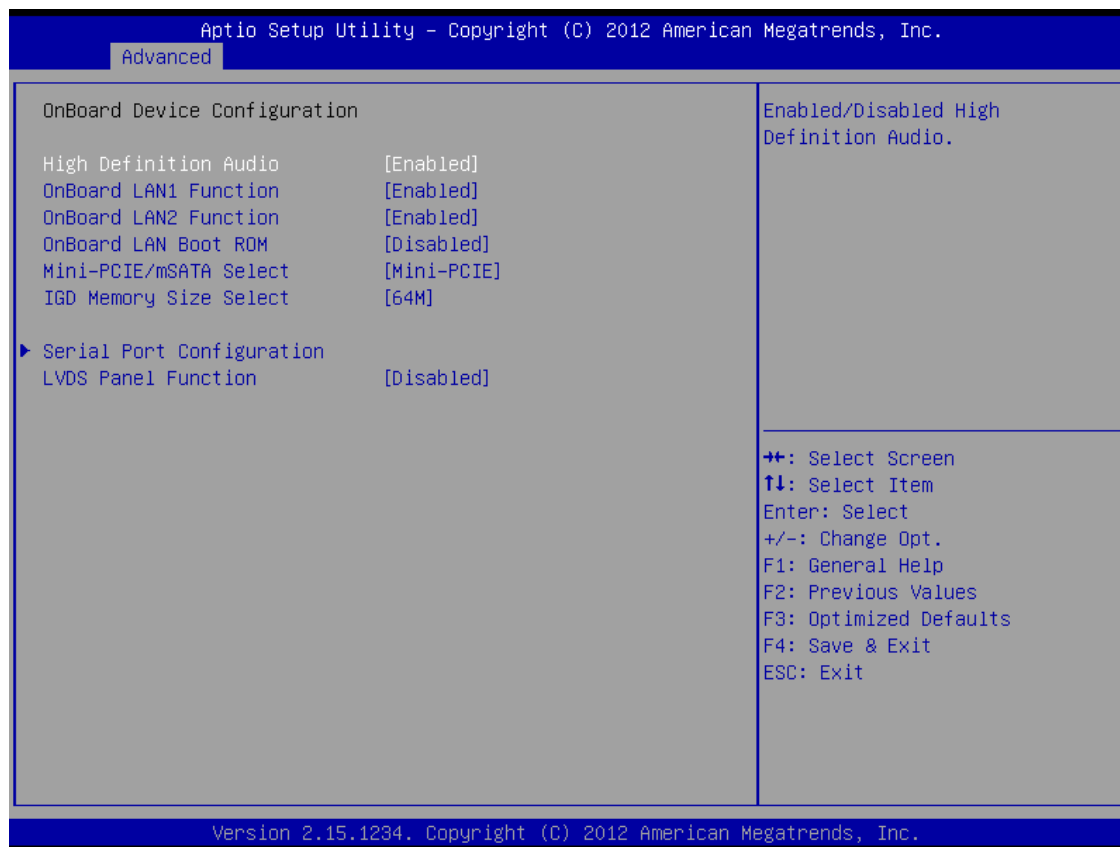 Aptio Setup Utility – Copyright (C) 2012 American Megatrends, Inc.
Advanced
OnBoard Device Configuration
High Definition Audio [Enabled]
OnBoard LAN1 Function [Enabled]
OnBoard LAN2 Function [Enabled]
OnBoard LAN Boot ROM [Disabled]
Mini-PCIE/mSATA Select [Mini-PCIE]
IGD Memory Size Select [64M]
Serial Port Configuration
LVDS Panel Function [Disabled]
Enabled/Disabled High
Definition Audio.
→←: Select Screen
↑↓: Select Item
Enter: Select
+/-: Change Opt.
F1: General Help
F2: Previous Values
F3: Optimized Defaults
F4: Save & Exit
ESC: Exit
Version 2.15.1234. Copyright (C) 2012 American Megatrends, Inc.